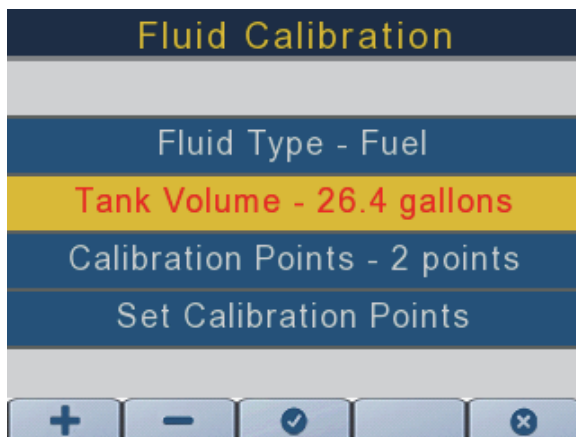 Fluid Calibration
Fluid Type - Fuel
Tank Volume - 26.4 gallons
Calibration Points - 2 points
Set Calibration Points